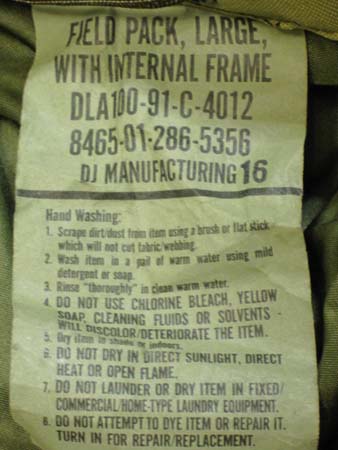 FIELD PACK, LARGE,
WITH INTERNAL FRAME
DLA100-91-C-4012
8465-01-286-5356
DJ MANUFACTURING 16
Hand Washing:
1. Scrape dirt/dust from item using a brush or flat stick
which will not cut fabric/webbing.
2. Wash item in a pail of warm water using mild
detergent or soap.
3. Rinse "thoroughly" in clean warm water.
4. DO NOT USE CHLORINE BLEACH, YELLOW
SOAP, CLEANING FLUIDS OR SOLVENTS -
WILL DISCOLOR/DETERIORATE THE ITEM.
5. Dry item in shade or indoors.
6. DO NOT DRY IN DIRECT SUNLIGHT, DIRECT
HEAT OR OPEN FLAME.
7. DO NOT LAUNDER OR DRY ITEM IN FIXED/
COMMERCIAL/HOME-TYPE LAUNDRY EQUIPMENT.
8. DO NOT ATTEMPT TO DYE ITEM OR REPAIR IT.
TURN IN FOR REPAIR/REPLACEMENT.